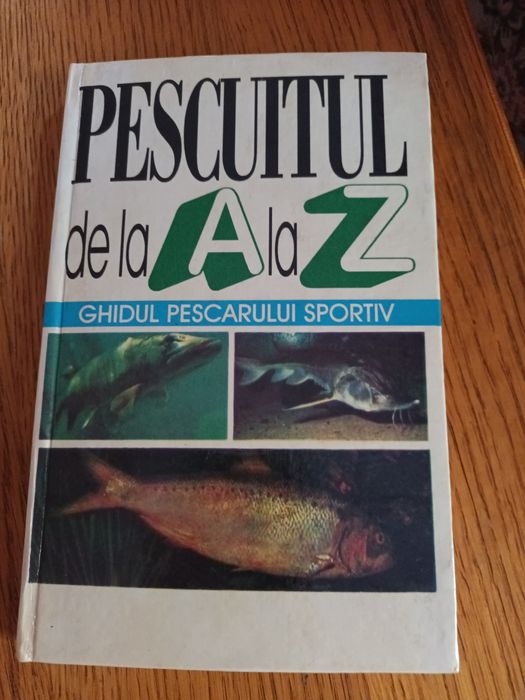 PESCUITUL
de la A la Z
GHIDUL PESCARULUI SPORTIV